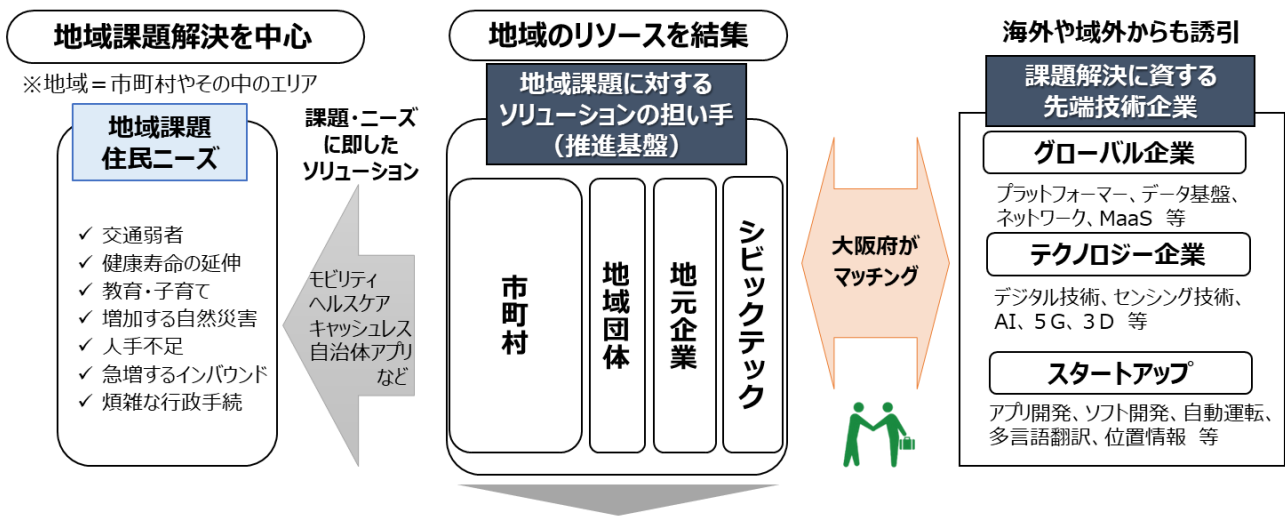 地域課題解決を中心
※地域＝市町村やその中のエリア
地域課題
住民ニーズ
✓ 交通弱者
✓ 健康寿命の延伸
✓ 教育・子育て
✓ 増加する自然災害
✓ 人手不足
✓ 急増するインバウンド
✓ 煩雑な行政手続
課題・ニーズ
に即した
ソリューション
モビリティ
ヘルスケア
キャッシュレス
自治体アプリ
など
地域のリソースを結集
地域課題に対する
ソリューションの担い手
（推進基盤）
市町村
地域団体
地元企業
シビックテック
大阪府が
マッチング
海外や域外からも誘引
課題解決に資する
先端技術企業
グローバル企業
プラットフォーマー、データ基盤、
ネットワーク、MaaS 等
テクノロジー企業
デジタル技術、センシング技術、
AI、５G、３D 等
スタートアップ
アプリ開発、ソフト開発、自動運転、
多言語翻訳、位置情報 等